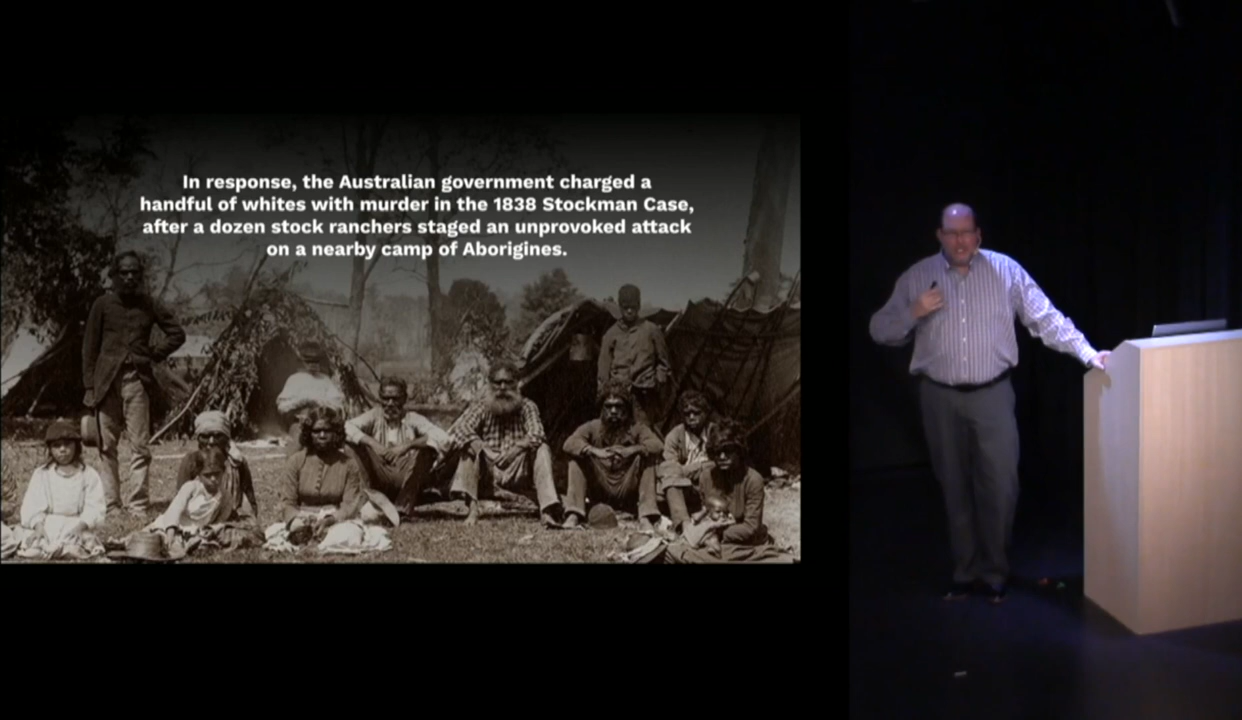 In response, the Australian government charged a
handful of whites with murder in the 1838 Stockman Case,
after a dozen stock ranchers staged an unprovoked attack
on a nearby camp of Aborigines.